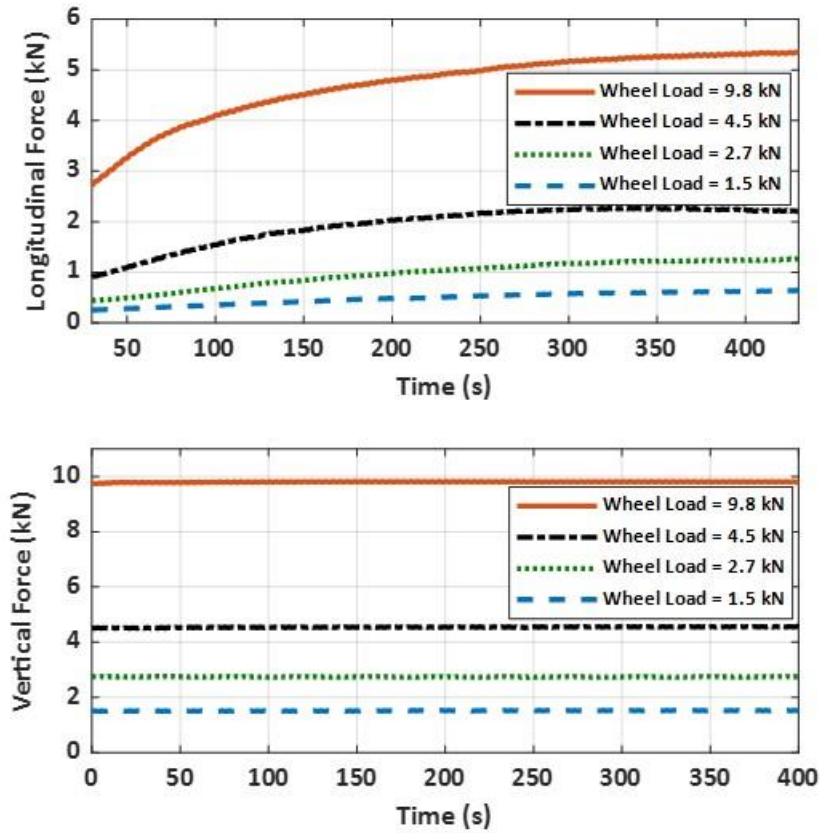 Longitudinal Force (kN)
6
5
4
3
2
1
0
Wheel Load = 9.8 kN
Wheel Load = 4.5 kN
Wheel Load = 2.7 kN
Wheel Load = 1.5 kN
50 100 150 200 250 300 350 400
Time (s)
Vertical Force (kN)
10
8
6
4
2
0
Wheel Load = 9.8 kN
Wheel Load = 4.5 kN
Wheel Load = 2.7 kN
Wheel Load = 1.5 kN
0 50 100 150 200 250 300 350 400
Time (s)